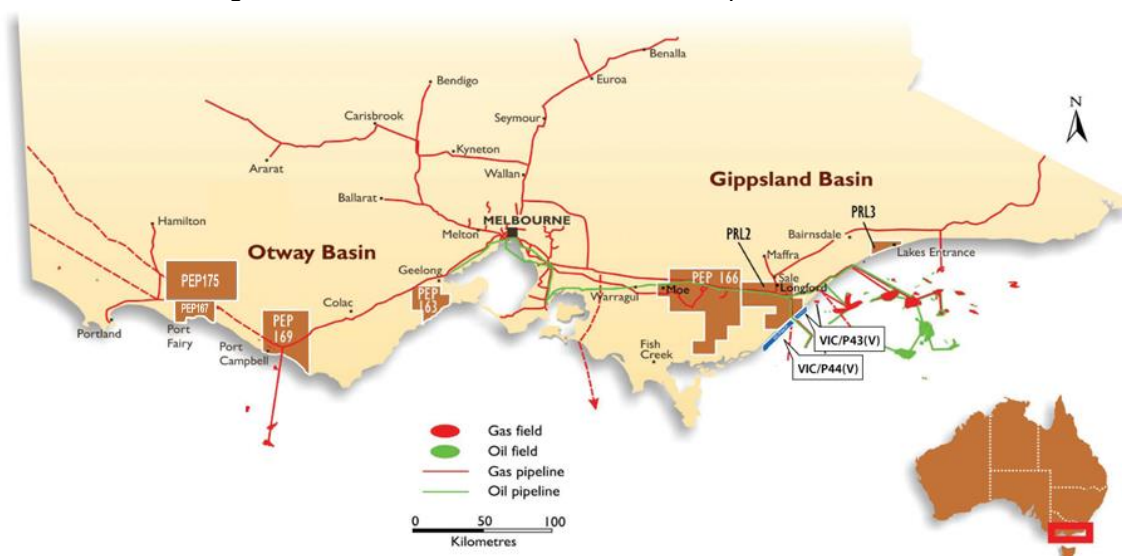 Benalla
Euroa
Bendigo
Carisbrook
Seymour
Kyneton
Ararat
Wallan
N
Gippsland Basin
Ballarat
MELBOURNE
PRL3
Hamilton
Melton
PRL2
Bairnsdale
Otway Basin
Maffra
Lakes Entrance
Geelong
Sale
PEP175
PEP 166
Longford
PEP
163
Moe
Warragul
PEP167
Colac
Portland
Port
Fairy
PEP
169
VIC/P43(V)
Port
Campbell
Fish
Creek
VIC/P44(V)
Gas field
Oil field
Gas pipeline
Oil pipeline
0 50 100
Kilometres